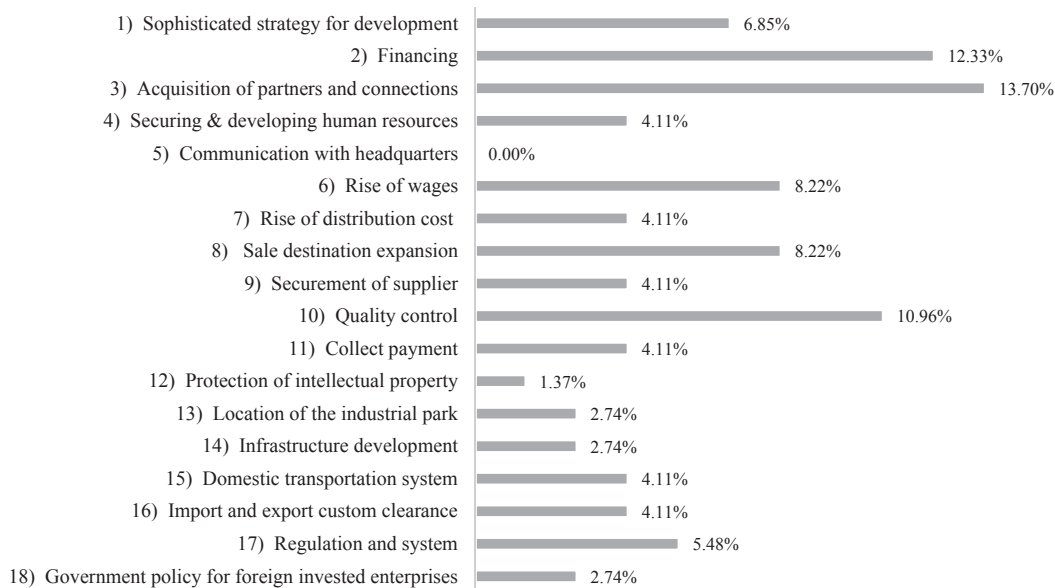 1) Sophisticated strategy for development 6.85%
2) Financing 12.33%
3) Acquisition of partners and connections 13.70%
4) Securing & developing human resources 4.11%
5) Communication with headquarters 0.00%
6) Rise of wages 8.22%
7) Rise of distribution cost 4.11%
8) Sale destination expansion 8.22%
9) Securement of supplier 4.11%
10) Quality control 10.96%
11) Collect payment 4.11%
12) Protection of intellectual property 1.37%
13) Location of the industrial park 2.74%
14) Infrastructure development 2.74%
15) Domestic transportation system 4.11%
16) Import and export custom clearance 4.11%
17) Regulation and system 5.48%
18) Government policy for foreign invested enterprises 2.74%